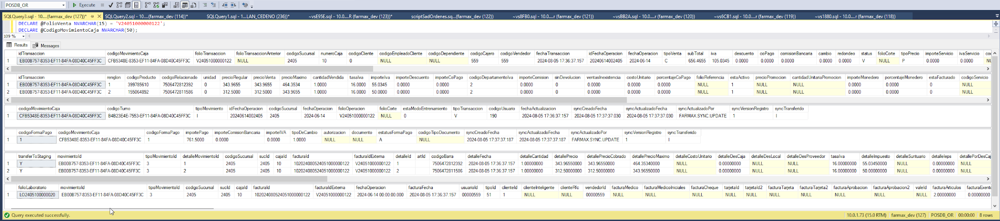 POSDB_OR Execute
SQLQuery3.sql - 10....(farmax_dev (127))* SQLQuery2.sql - 10....(farmax_dev (114))* SQLQuery1.sql - 1...LAN_CEDENO (236))* ~vsE95E.sql - 10.0....R (farmax_dev (123))* scriptSadOrdenes.sq...(farmax_dev (122)) ~vs8FB0.sql - 10.0....r (farmax_dev (121)) ~vsBB2A.sql - 10.0....r (farmax_dev (120)) ~vs6CB1.sql - 10.0....r (farmax_dev (119)) ~vs1880.sql - 10.0....r (farmax_dev (118))
DECLARE @FolioVenta NVARCHAR(15) = 'V24051000000122';
DECLARE @CodigoMovimientoCaja NVARCHAR(50);
109 %
Results Messages
idTransaccion codigoMovimientoCaja folioTransaccion folioTransaccionAnterior codigoSucursal numeroCaja codigoCliente codigoEmpleadoCliente codigoDependiente codigoCajero codigoVendedor fechaTransaccion idFechaOperacion fechaOperacion tipoVenta subTotal iva descuento coPago comisionBancaria cambio redondeo status folioCorte tipoPrecio importeServicio ivaServicio coc
1 EB00B757-8353-EF11-84FA-08D40C45FF3C CFB5348E-8353-EF11-84FA-08D40C45FF3C V24051000000122 NULL 2405 10 0 NULL NULL 559 559 2024-08-05 17:36:37.157 20240614002405 2024-06-14 C 656.4655 105.0345 0.0000 0.0000 0.0000 0.0000 0.0000 V NULL P 0.0000 0.0000 NU
idTransaccion renglon codigoProducto codigoRelacionado unidad precioRegular precioVenta precioMaximo cantidadVendida tasaIva importeIva importeDescuento importeCoPago codigoDepartamentoIva importeComision sinDevolucion ventasInexistencia costoUnitario porcentajeCoPago folioReferencia estaActivo precioPromocion cantidadUnitariaPromocion importeMonedero porcentajeMonedero estaFacturado codigoServicio
1 EB00B757-8353-EF11-84FA-08D40C45FF3C 1 399785610 7506472812392 0 343.9655 343.9655 464.3534 1.0000 16.0000 55.0345 0.0000 0.0000 2 0.0000 0 0.0000 0.0000 0.0000 NULL 1 NULL NULL 0.0000 0.0000 0 NULL
2 EB00B757-8353-EF11-84FA-08D40C45FF3C 2 155064892 7506472811586 0 312.5000 312.5000 343.9655 1.0000 16.0000 50.0000 0.0000 0.0000 2 0.0000 0 0.0000 0.0000 0.0000 NULL 1 NULL NULL 0.0000 0.0000 0 NULL
codigoMovimientoCaja codigoTurno tipoMovimiento idFechaOperacion codigoSucursal fechaOperacion folioOperacion folioCorte estaModoEntrenamiento tipoTransaccion codigoUsuario fechaActualizacion syncCreadoFecha syncActualizadoFecha syncActualizadoPor syncVersionRegistro syncTransferido
1 CFB5348E-8353-EF11-84FA-08D40C45FF3C B4B23E4E-7553-EF11-84FA-08D40C45FF3C I 20240614002405 2405 2024-06-14 V24051000000122 NULL 0 V 190 2024-08-05 17:36:37.157 2024-08-05 17:37:37.030 2024-08-05 17:37:37.030 FARMAX.SYNC.UPDATE 1 I
codigoFormaPago codigoMovimientoCaja codigoFormaPago importePago importeComisionBancaria importeIVA tipoDeCambio autorizacion documento estatusFormaPago codigoTipoDocumento syncCreadoFecha syncActualizadoFecha syncActualizadoPor syncVersionRegistro syncTransferido
1 1 CFB5348E-8353-EF11-84FA-08D40C45FF3C 1 761.5000 0.0000 0.0000 1.0000 NULL NULL A NULL 2024-08-05 17:37:37.187 2024-08-05 17:37:37.187 FARMAX.SYNC.UPDATE 1 I
transferToStaging movimientoId tipoMovimientoId detalleMovimientoId codigoSucursal sucId cajaId facturaId facturaIdExterna detalleId artId codigoBarra detalleFecha detalleCantidad detallePrecio detallePrecioCobrado detallePrecioMaximo detalleCostoUnitario detalleDesCaja detalleDesLocal detalleDesProveedor tasaIva detalleImpuesto detalleSuntuario detalleIeps detallePorDesCaj
1 Y EB00B757-8353-EF11-84FA-08D40C45FF3C 3 1 2405 2405 10 10202408052405100000122 V24051000000122 1 7506472812392 2024-08-05 17:36:37.157 1.00000000 343.96550000 343.96550000 464.35340000 NULL 0.00000000 NULL NULL 16.00000000 55.03450000 NULL 0.00000000 0.00000000
2 Y EB00B757-8353-EF11-84FA-08D40C45FF3C 3 2 2405 2405 10 10202408052405100000122 V24051000000122 2 7506472811586 2024-08-05 17:36:37.157 1.00000000 312.50000000 312.50000000 343.96550000 NULL 0.00000000 NULL NULL 16.00000000 50.00000000 NULL 0.00000000 0.00000000
folioLaboratorio movimientoId tipoMovimientoId codigoSucursal sucId cajaId facturaId facturaIdExterna fechaOperacion facturaFecha usuarioId tipoId clienteId clienteInteligente clienteRfc vendedorId facturaMedico facturaMedicoIniciales facturaCheque tarjetaId tarjetaId2 facturaTarjeta facturaTarjeta2 facturaAprobacion facturaAprobacion2 valeId facturaArticulos facturaExento
1 LO2405100000020 EB00B757-8353-EF11-84FA-08D40C45FF3C 3 2405 2405 10 10202408052405100000122 V24051000000122 2024-06-14 00:00:00.000 2024-08-05 17:36:37.157 00000559 51 1 NULL NULL 00000559 NULL NULL NULL NULL NULL NULL NULL NULL NULL NULL 2.00000000 0.00000000
Query executed successfully. 10.0.1.73 (15.0 RTM) farmax_dev (127) POSDB_OR 00:00:00 8 rows